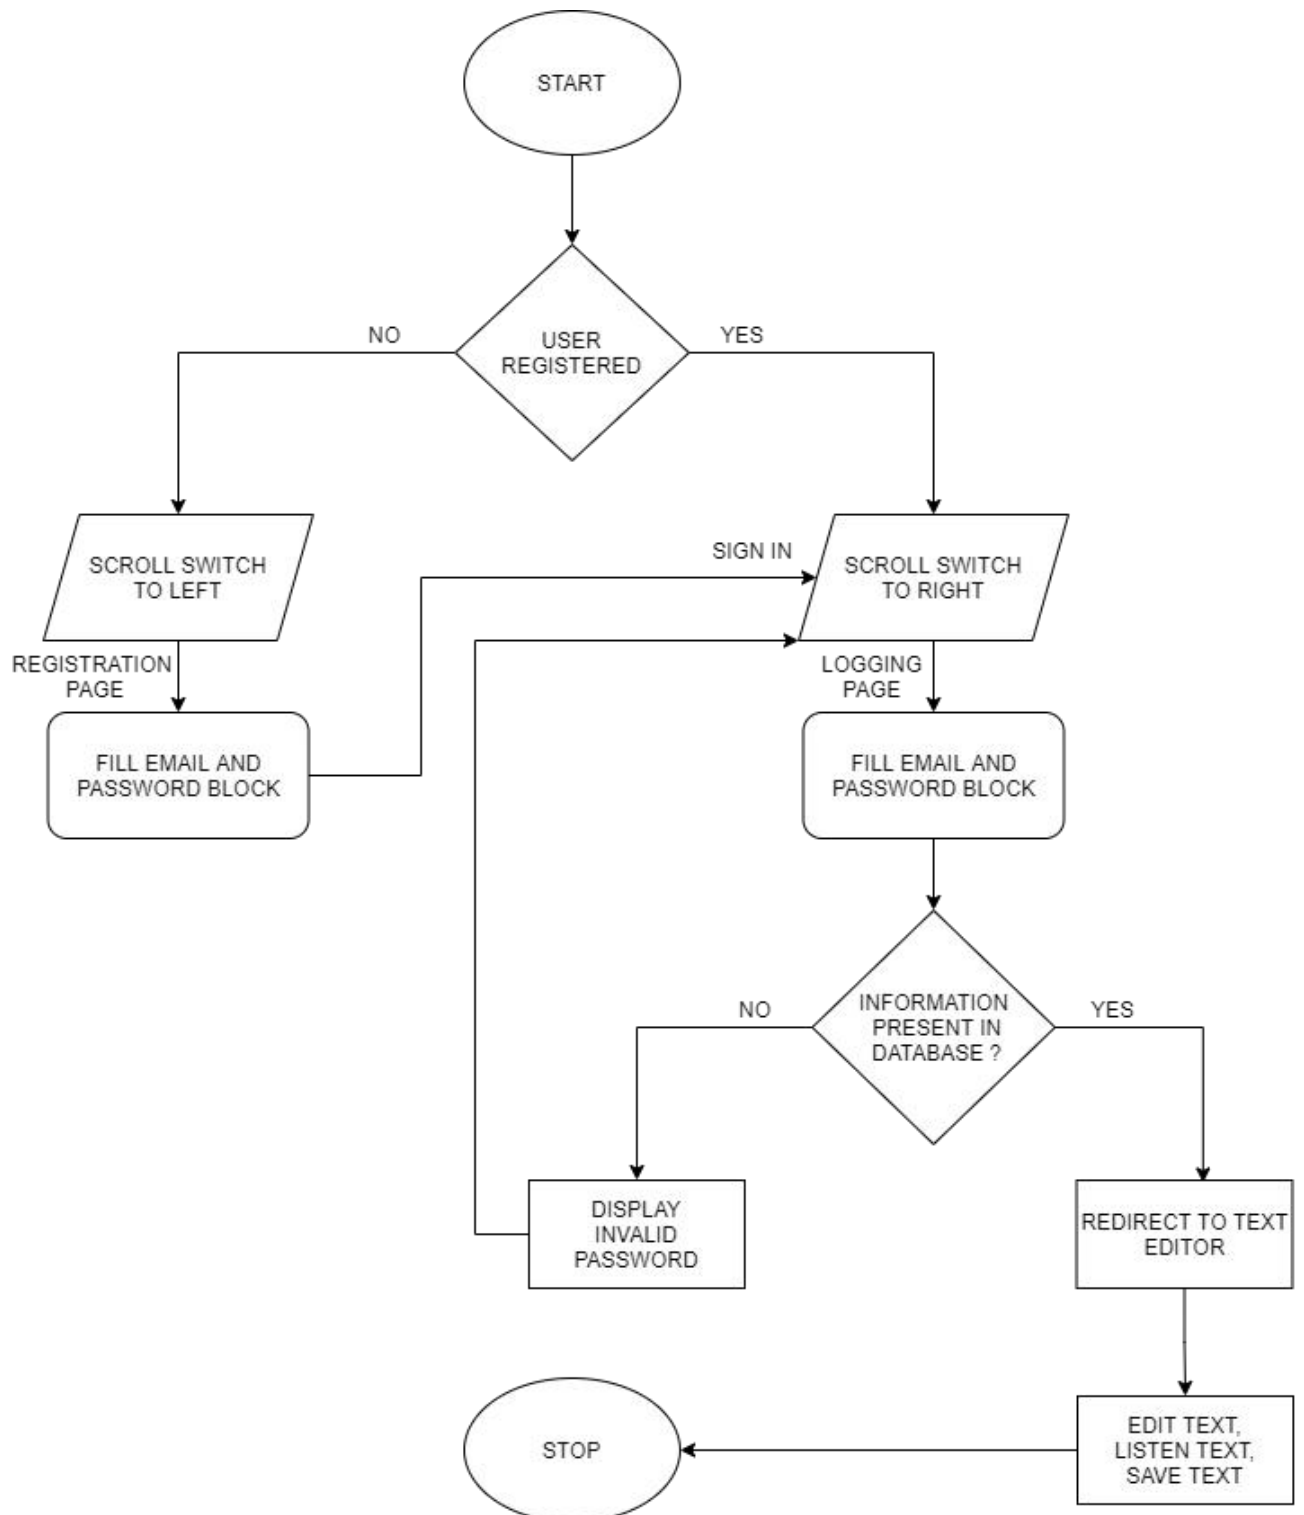 START
NO
YES
USER
REGISTERED
SCROLL SWITCH
TO LEFT
SIGN IN
SCROLL SWITCH
TO RIGHT
REGISTRATION
PAGE
LOGGING
PAGE
FILL EMAIL AND
PASSWORD BLOCK
FILL EMAIL AND
PASSWORD BLOCK
NO
INFORMATION
PRESENT IN
DATABASE ?
YES
DISPLAY
INVALID
PASSWORD
REDIRECT TO TEXT
EDITOR
STOP
EDIT TEXT,
LISTEN TEXT,
SAVE TEXT